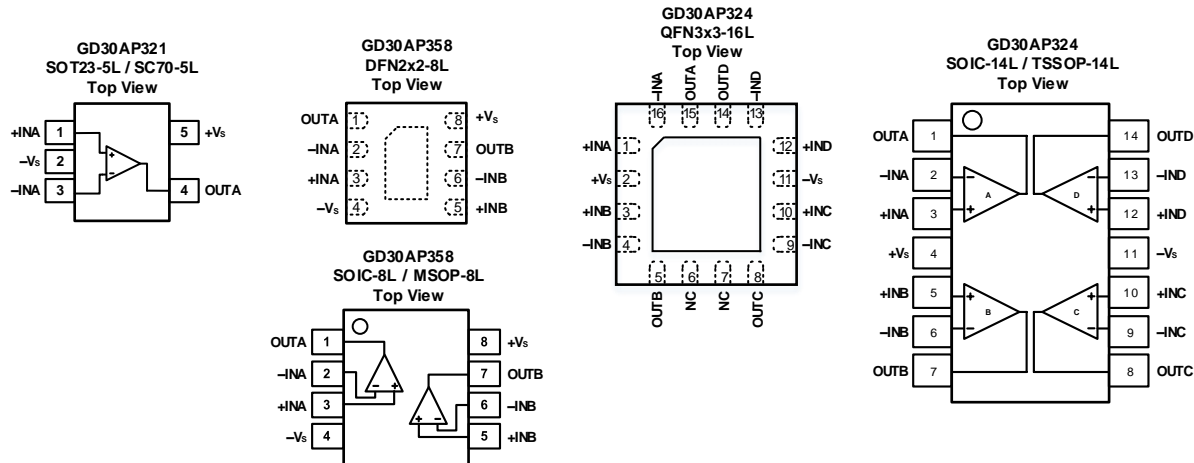 GD30AP321
SOT23-5L / SC70-5L
Top View
+INA 1
–Vs 2
–INA 3
5 +Vs
4 OUTA
GD30AP358
DFN2x2-8L
Top View
OUTA 1
–INA 2
+INA 3
–Vs 4
8 +Vs
7 OUTB
6 –INB
5 +INB
GD30AP358
SOIC-8L / MSOP-8L
Top View
OUTA 1
–INA 2
+INA 3
–Vs 4
8 +Vs
7 OUTB
6 –INB
5 +INB
GD30AP324
QFN3x3-16L
Top View
–INA OUTA OUTD –IND
16 15 14 13
+INA 1
+Vs 2
+INB 3
–INB 4
12 +IND
11 –Vs
10 +INC
9 –INC
5 6 7 8
OUTB NC NC OUTC
GD30AP324
SOIC-14L / TSSOP-14L
Top View
OUTA 1
–INA 2
+INA 3
+Vs 4
+INB 5
–INB 6
OUTB 7
A D
B C
14 OUTD
13 –IND
12 +IND
11 –Vs
10 +INC
9 –INC
8 OUTC